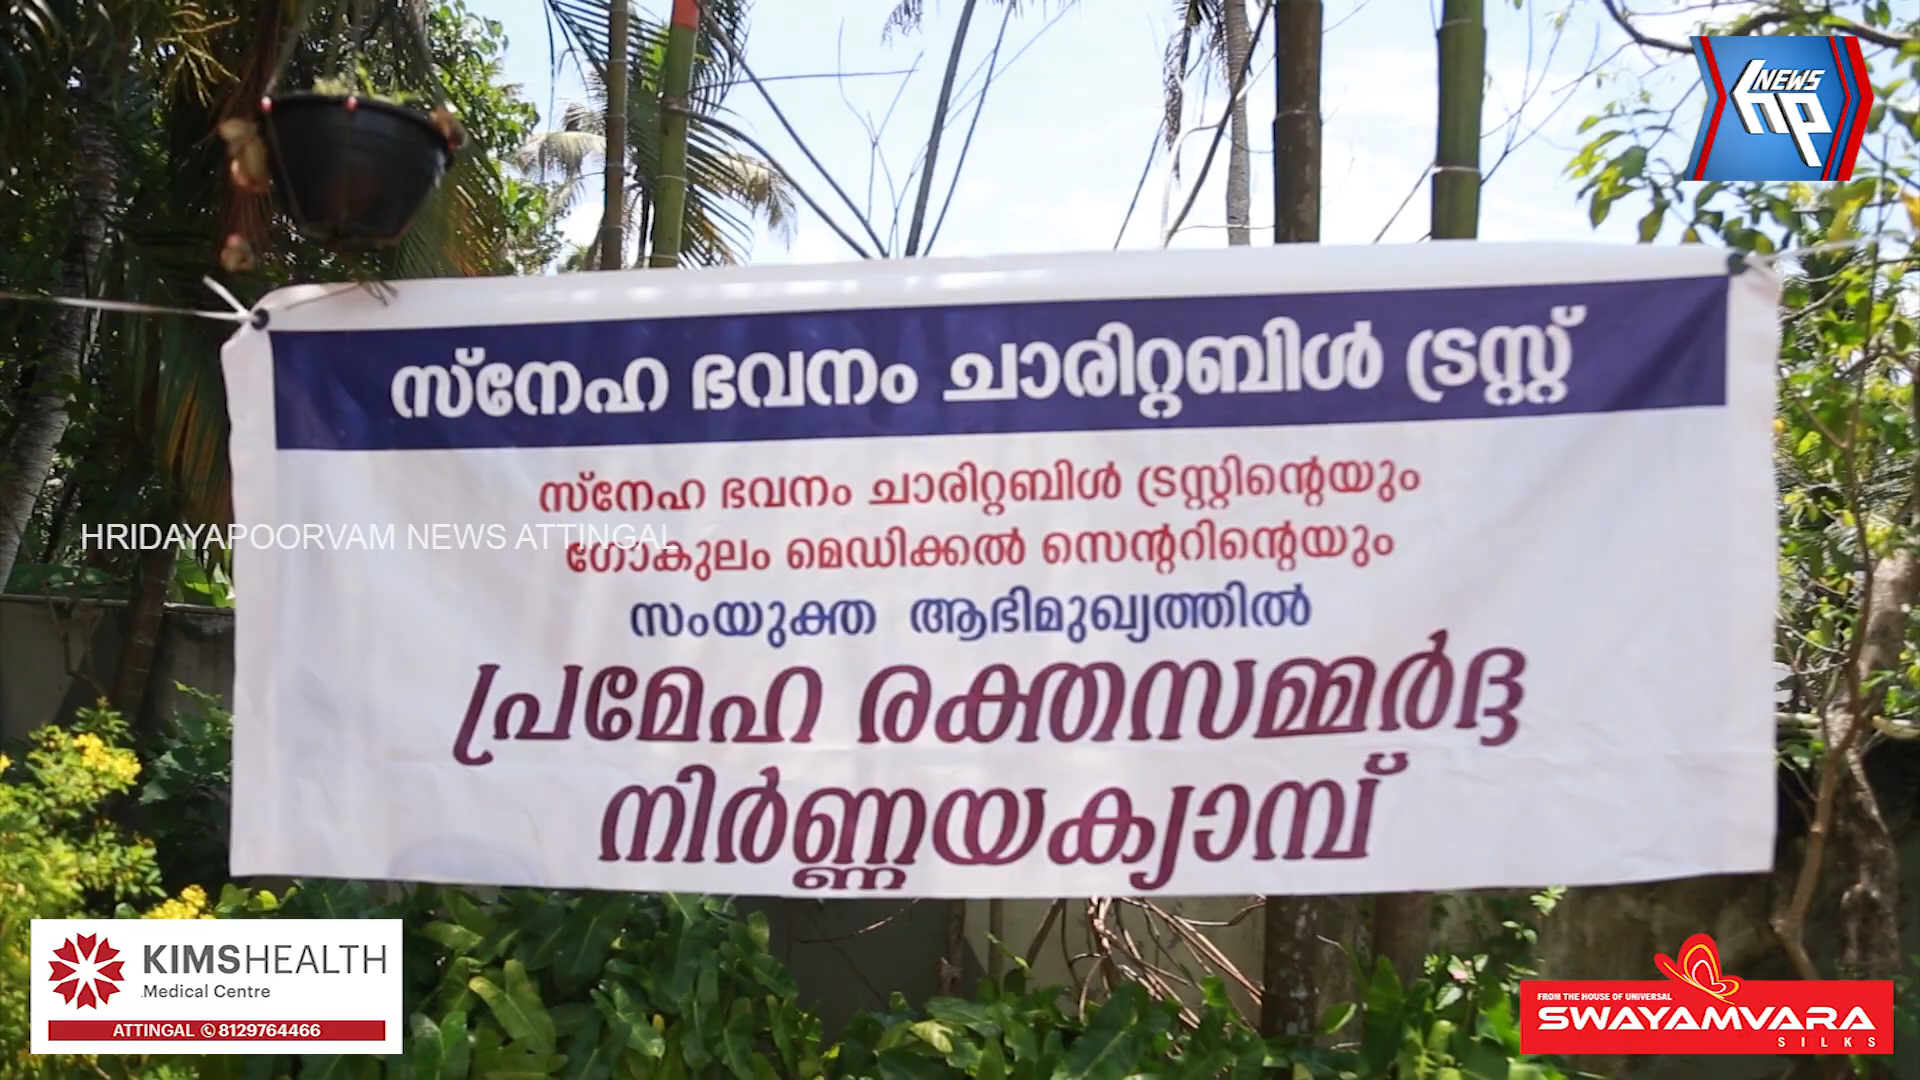 NEWS
സ്നേഹ ഭവനം ചാരിറ്റബിൾ ട്രസ്റ്റ്
സ്നേഹ ഭവനം ചാരിറ്റബിൾ ട്രസ്റ്റിന്റെയും
HRIDAYAPOORVAM NEWS ATTINGAL
ഗോകുലം മെഡിക്കൽ സെന്ററിന്റെയും
സംയുക്ത ആഭിമുഖ്യത്തിൽ
പ്രമേഹ രക്തസമ്മർദ്ദ
നിർണ്ണയക്യാമ്പ്
KIMSHEALTH
Medical Centre
ATTINGAL 8129764466
FROM THE HOUSE OF UNIVERSAL
SWAYAMVARA
SILKS